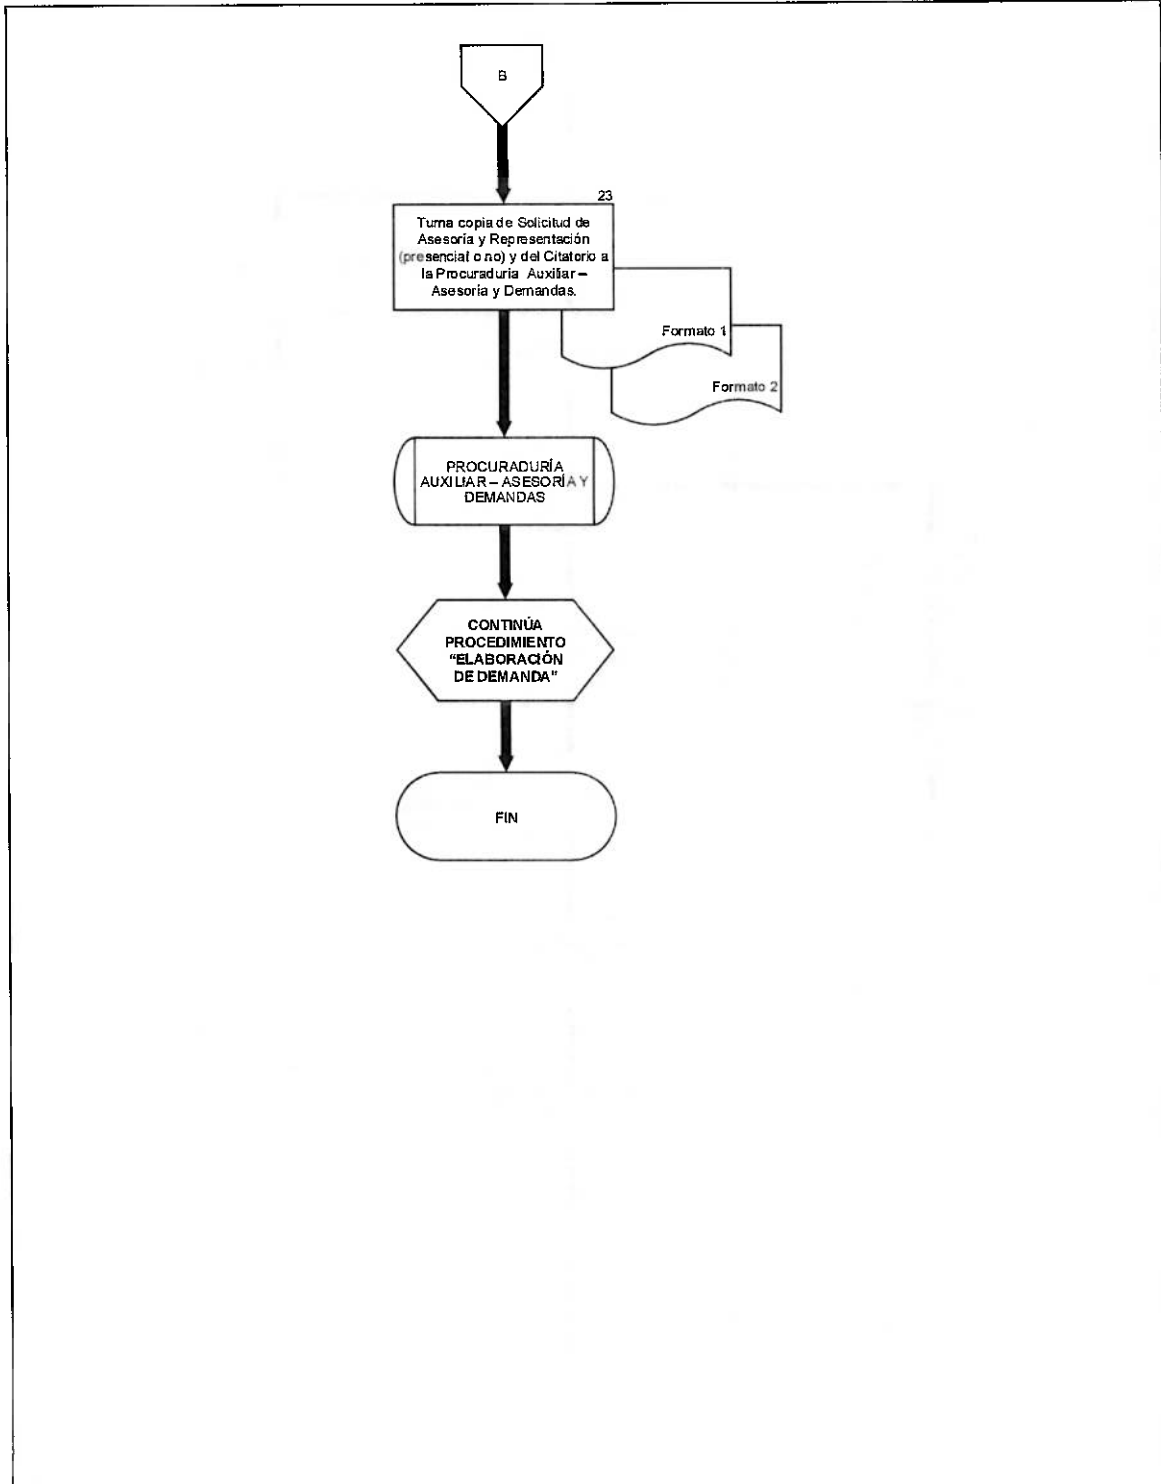 B
23
Turna copia de Solicitud de
Asesoría y Representación
(presencial o no) y del Citatorio a
la Procuraduría Auxiliar –
Asesoría y Demandas.
Formato 1
Formato 2
PROCURADURÍA
AUXILIAR – ASESORÍA Y
DEMANDAS
CONTINÚA
PROCEDIMIENTO
“ELABORACIÓN
DE DEMANDA”
FIN